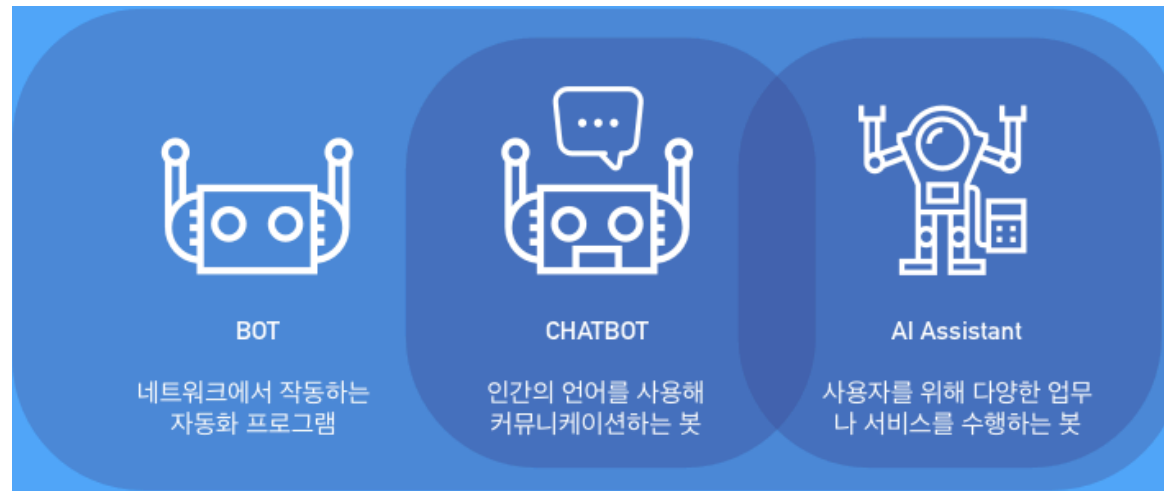 BOT
네트워크에서 작동하는
자동화 프로그램
CHATBOT
인간의 언어를 사용해
커뮤니케이션하는 봇
AI Assistant
사용자를 위해 다양한 업무
나 서비스를 수행하는 봇